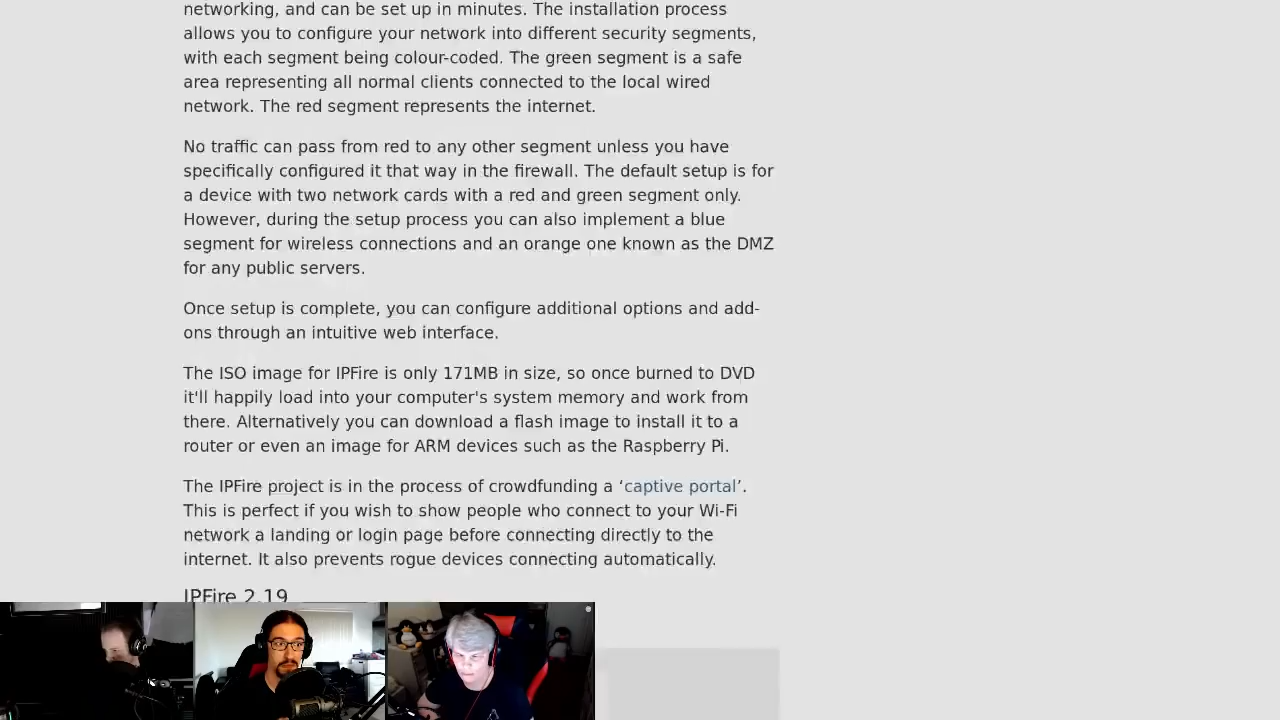 networking, and can be set up in minutes. The installation process
allows you to configure your network into different security segments,
with each segment being colour-coded. The green segment is a safe
area representing all normal clients connected to the local wired
network. The red segment represents the internet.
No traffic can pass from red to any other segment unless you have
specifically configured it that way in the firewall. The default setup is for
a device with two network cards with a red and green segment only.
However, during the setup process you can also implement a blue
segment for wireless connections and an orange one known as the DMZ
for any public servers.
Once setup is complete, you can configure additional options and add-
ons through an intuitive web interface.
The ISO image for IPFire is only 171MB in size, so once burned to DVD
it'll happily load into your computer's system memory and work from
there. Alternatively you can download a flash image to install it to a
router or even an image for ARM devices such as the Raspberry Pi.
The IPFire project is in the process of crowdfunding a ‘captive portal’.
This is perfect if you wish to show people who connect to your Wi-Fi
network a landing or login page before connecting directly to the
internet. It also prevents rogue devices connecting automatically.
IPFire 2.19